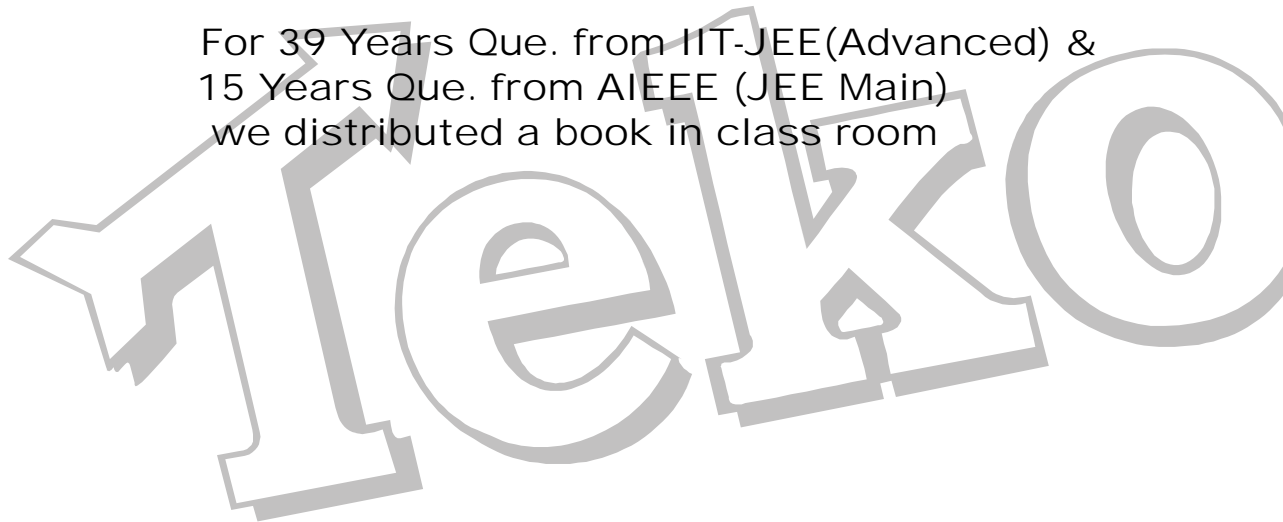 For 39 Years Que. from IIT-JEE(Advanced) &
15 Years Que. from AIEEE (JEE Main)
we distributed a book in class room
Teko